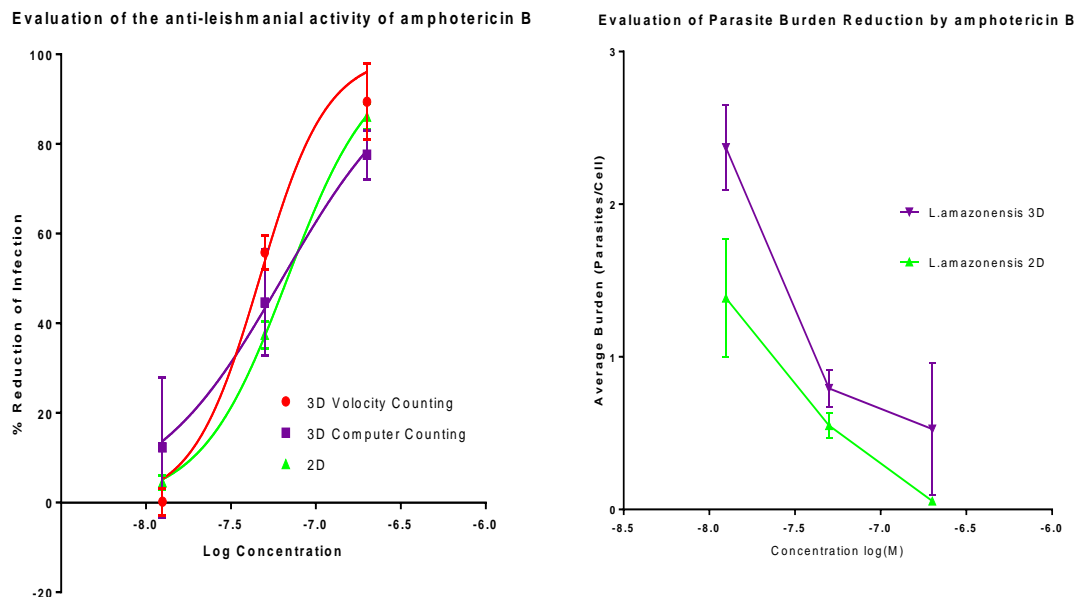 Evaluation of the anti-leishmanial activity of amphotericin B
% Reduction of Infection
100
80
60
40
20
0
-20
-8.0 -7.5 -7.0 -6.5 -6.0
Log Concentration
3D Volocity Counting
3D Computer Counting
2D
Evaluation of Parasite Burden Reduction by amphotericin B
Average Burden (Parasites/Cell)
3
2
1
0
-8.5 -8.0 -7.5 -7.0 -6.5 -6.0
Concentration log(M)
L.amazonensis 3D
L.amazonensis 2D